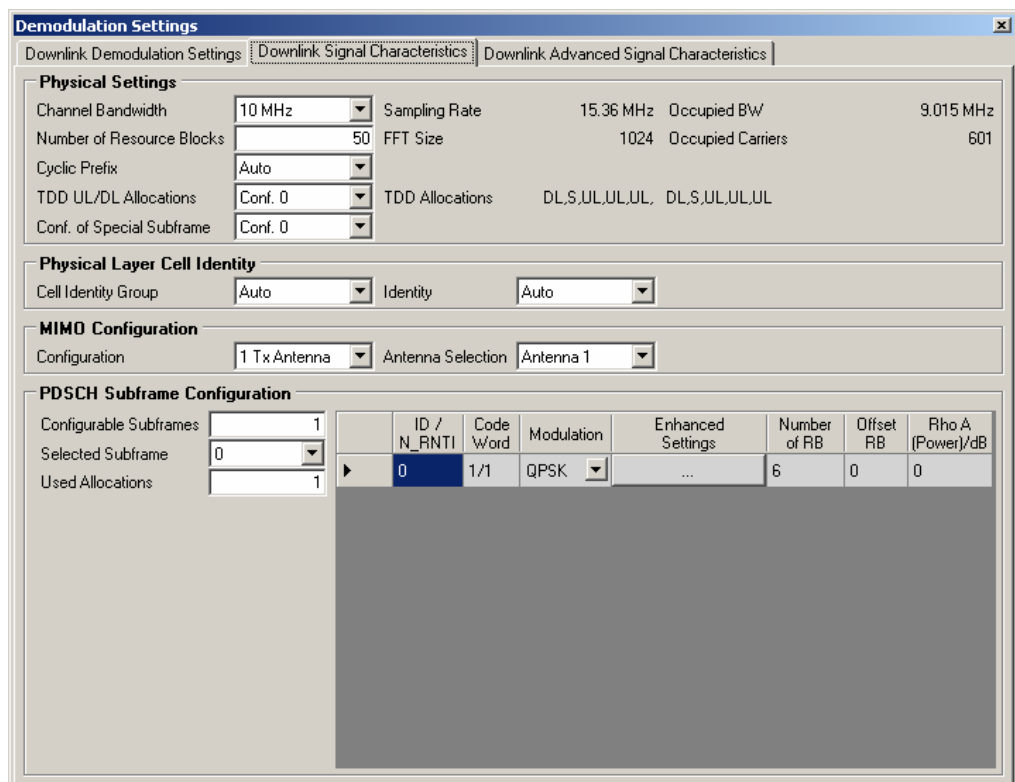 Demodulation Settings
Downlink Demodulation Settings Downlink Signal Characteristics Downlink Advanced Signal Characteristics
Physical Settings
Channel Bandwidth 10 MHz Sampling Rate 15.36 MHz Occupied BW 9.015 MHz
Number of Resource Blocks 50 FFT Size 1024 Occupied Carriers 601
Cyclic Prefix Auto
TDD UL/DL Allocations Conf. 0 TDD Allocations DL,S,UL,UL,UL, DL,S,UL,UL,UL
Conf. of Special Subframe Conf. 0
Physical Layer Cell Identity
Cell Identity Group Auto Identity Auto
MIMO Configuration
Configuration 1 Tx Antenna Antenna Selection Antenna 1
PDSCH Subframe Configuration
Configurable Subframes 1
Selected Subframe 0
Used Allocations 1
ID / Code Modulation Enhanced Number Offset Rho A
N_RNTI Word Settings of RB RB (Power)/dB
0 1/1 QPSK ... 6 0 0